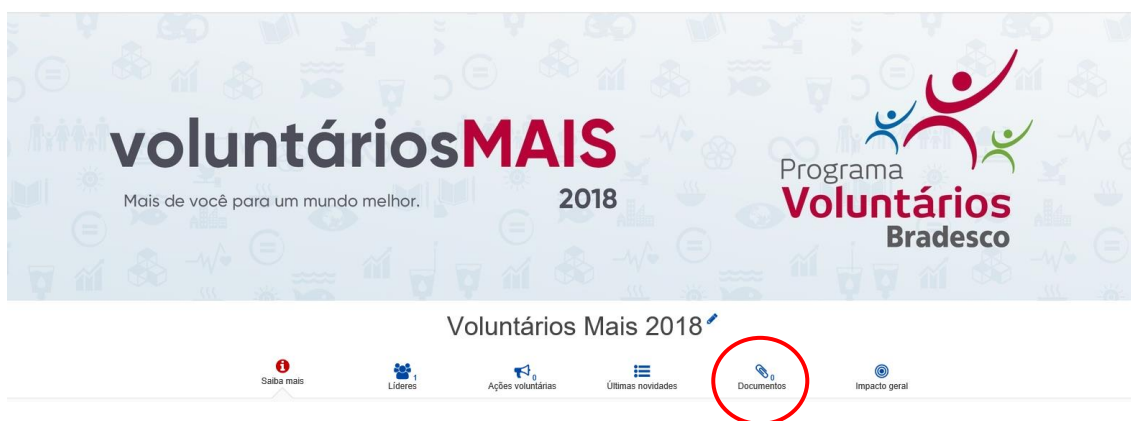 voluntáriosMAIS
2018
Mais de você para um mundo melhor.
Programa
Voluntários
Bradesco
Voluntários Mais 2018
Saiba mais
1
Líderes
0
Ações voluntárias
Últimas novidades
0
Documentos
Impacto geral